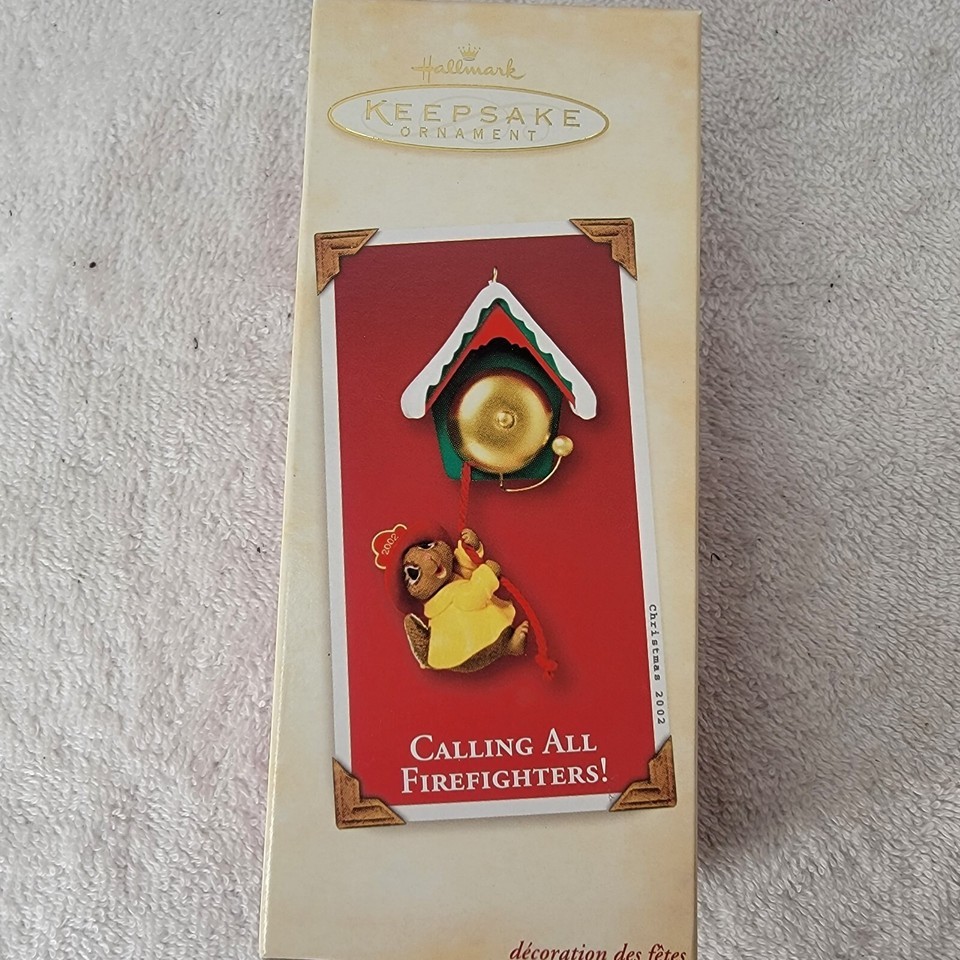 Hallmark
KEEPSAKE
ORNAMENT
2002
Christmas 2002
CALLING ALL
FIREFIGHTERS!
décoration des fêtes